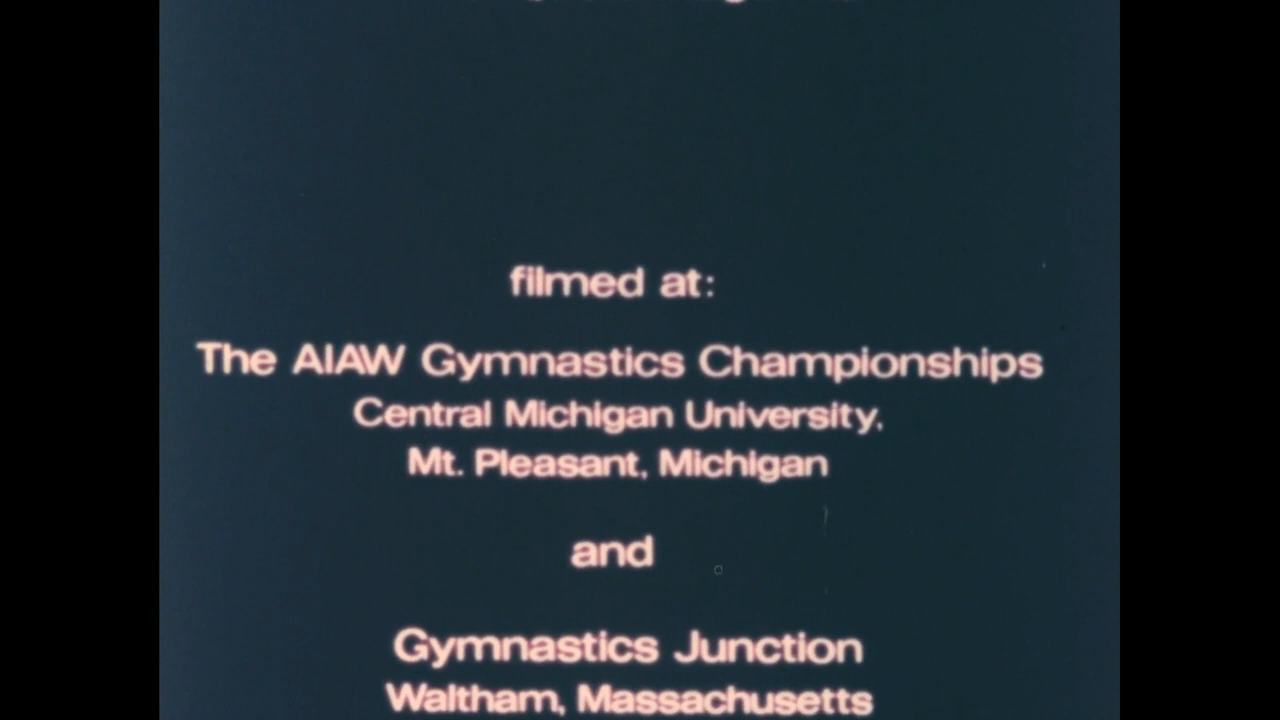 filmed at:
The AIAW Gymnastics Championships
Central Michigan University,
Mt. Pleasant, Michigan
and
Gymnastics Junction
Waltham, Massachusetts